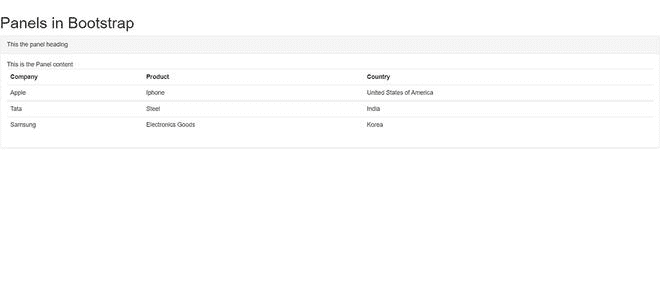 Panels in Bootstrap
This the panel heading
This is the Panel content
Company Product Country
Apple Iphone United States of America
Tata Steel India
Samsung Electronics Goods Korea